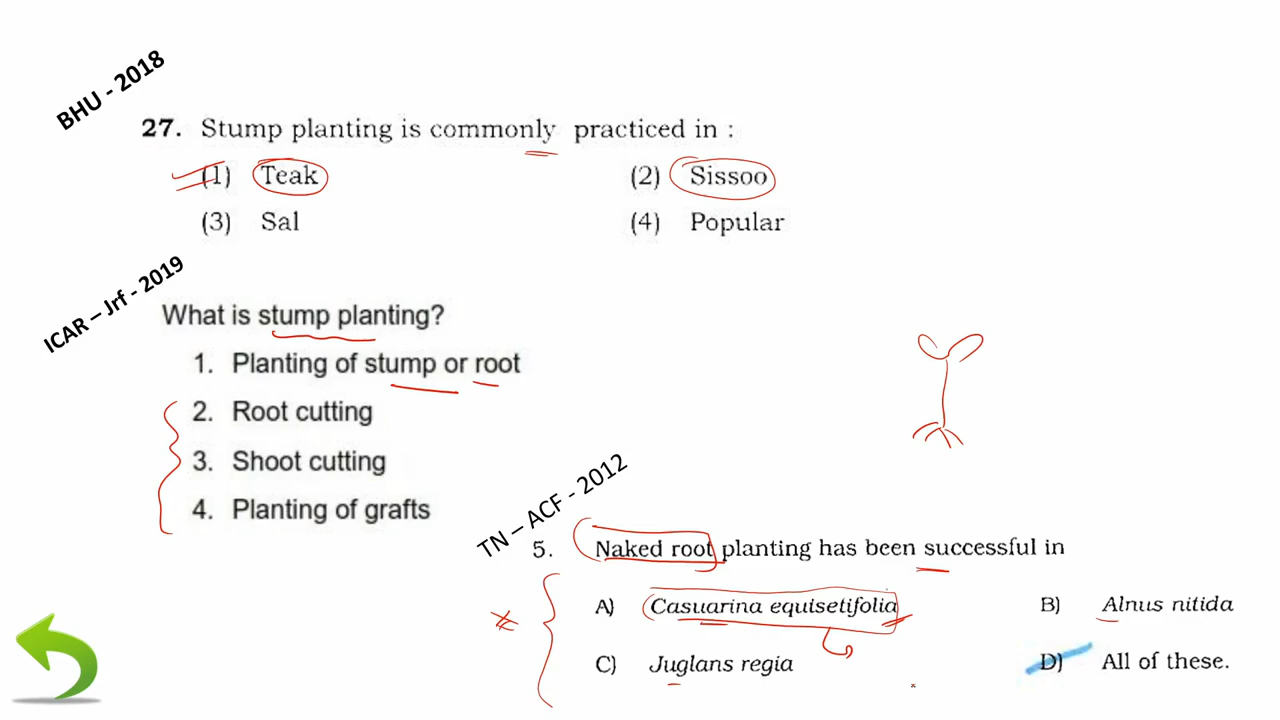 BHU - 2018
27. Stump planting is commonly practiced in :
(1) Teak (2) Sissoo
(3) Sal (4) Popular
ICAR – Jrf - 2019
What is stump planting?
1. Planting of stump or root
2. Root cutting
3. Shoot cutting
4. Planting of grafts
TN – ACF - 2012
5. Naked root planting has been successful in
A) Casuarina equisetifolia B) Alnus nitida
C) Juglans regia D) All of these.